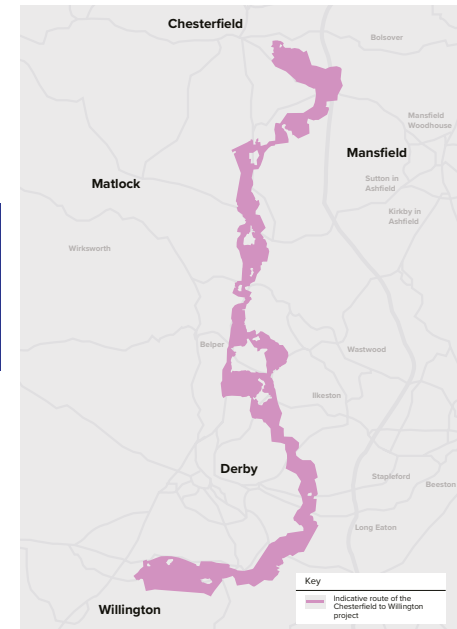 Chesterfield
Bolsover
Mansfield
Woodhouse
Mansfield
Matlock
Sutton in
Ashfield
Kirkby in
Ashfield
Wirksworth
Belper
Wastwood
Ilkeston
Derby
Stapleford
Beeston
Long Eaton
Key
Indicative route of the
Chesterfield to Willington
project
Willington